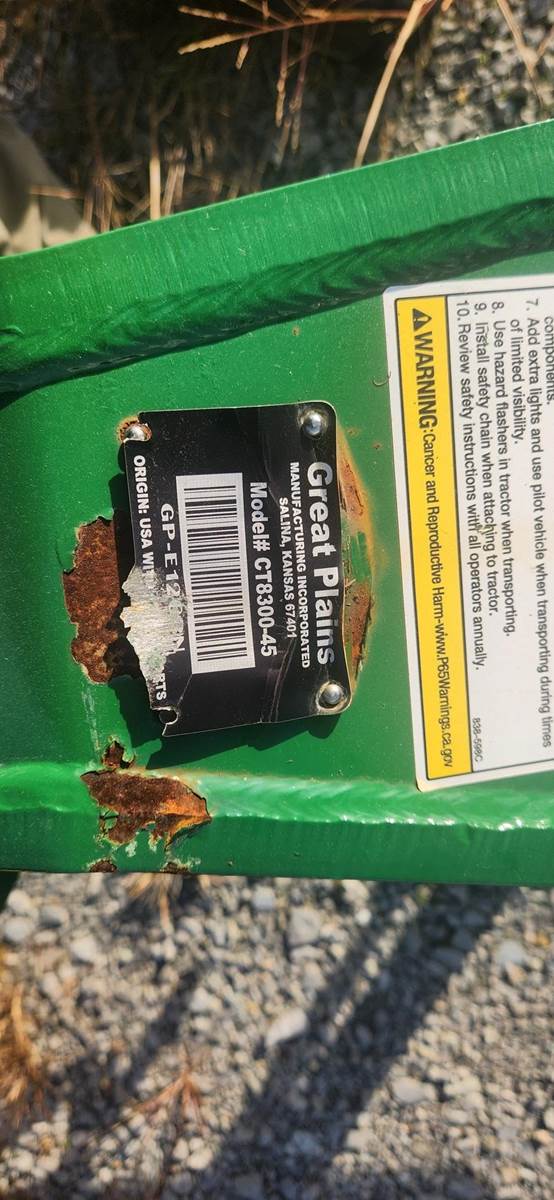 components.
7. Add extra lights and use pilot vehicle when transporting during times
of limited visibility.
8. Use hazard flashers in tractor when transporting.
9. Install safety chain when attaching to tractor.
10. Review safety instructions with all operators annually.
838-598C
WARNING: Cancer and Reproductive Harm-www.P65Warnings.ca.gov
Great Plains
MANUFACTURING INCORPORATED
SALINA, KANSAS 67401
Model# CT8300-45
GP-E12
ORIGIN: USA